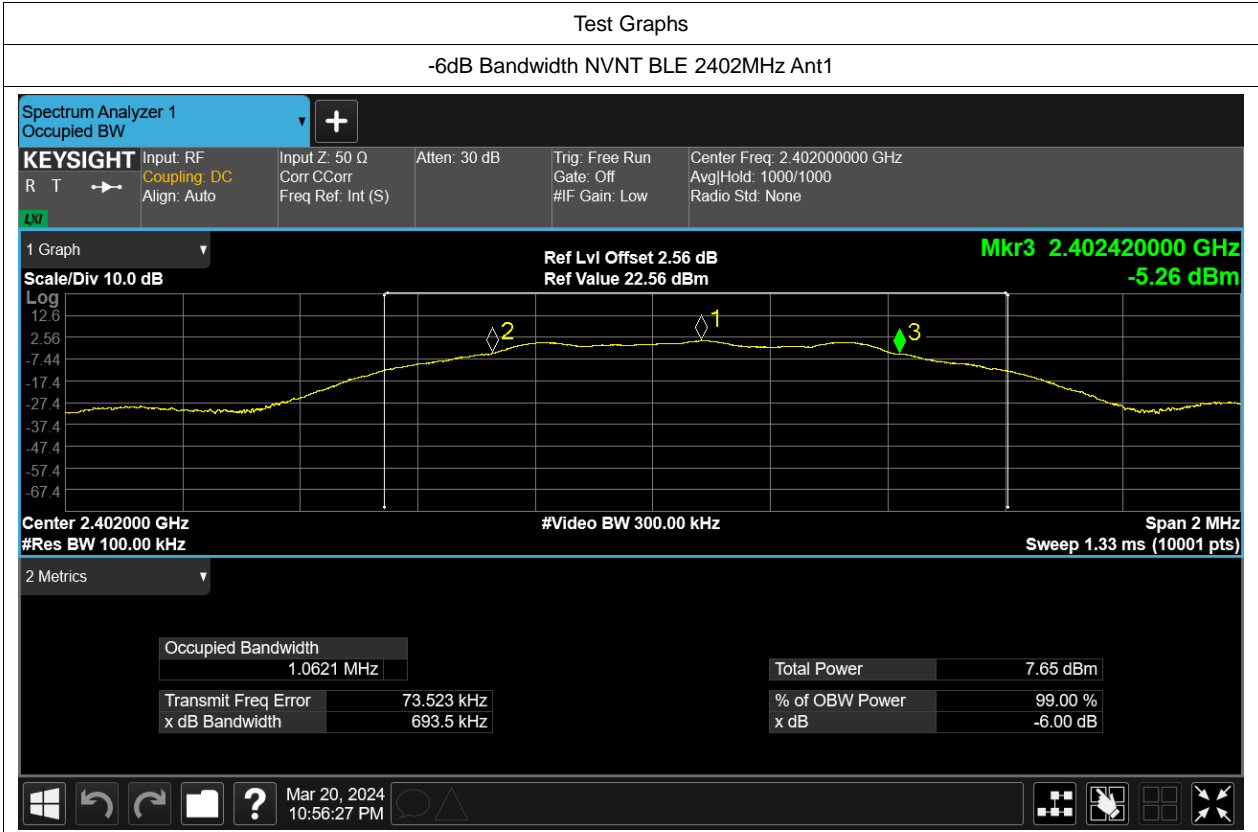 Test Graphs
-6dB Bandwidth NVNT BLE 2402MHz Ant1
Spectrum Analyzer 1
Occupied BW
+
KEYSIGHT Input: RF Input Z: 50 Ω Atten: 30 dB Trig: Free Run Center Freq: 2.402000000 GHz
R T Coupling: DC Corr CCorr Gate: Off Avg|Hold: 1000/1000
Align: Auto Freq Ref: Int (S) #IF Gain: Low Radio Std: None
LXI
1 Graph Ref Lvl Offset 2.56 dB Mkr3 2.402420000 GHz
Scale/Div 10.0 dB Ref Value 22.56 dBm -5.26 dBm
Log
12.6
2.56
-7.44
-17.4
-27.4
-37.4
-47.4
-57.4
-67.4
2 1 3
Center 2.402000 GHz #Video BW 300.00 kHz Span 2 MHz
#Res BW 100.00 kHz Sweep 1.33 ms (10001 pts)
2 Metrics
Occupied Bandwidth
1.0621 MHz Total Power 7.65 dBm
Transmit Freq Error 73.523 kHz % of OBW Power 99.00 %
x dB Bandwidth 693.5 kHz x dB -6.00 dB
? Mar 20, 2024
10:56:27 PM